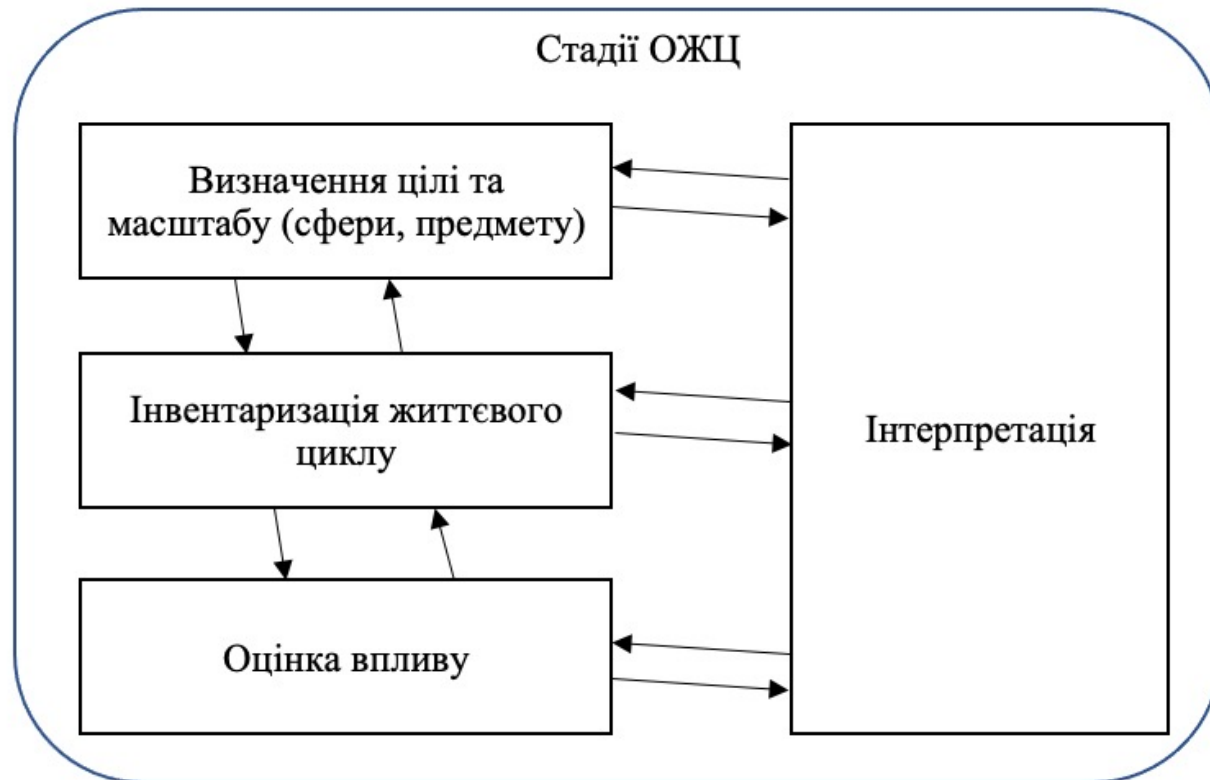 Стадії ОЖЦ
Визначення цілі та
масштабу (сфери, предмету)
Інвентаризація життєвого
циклу
Оцінка впливу
Інтерпретація